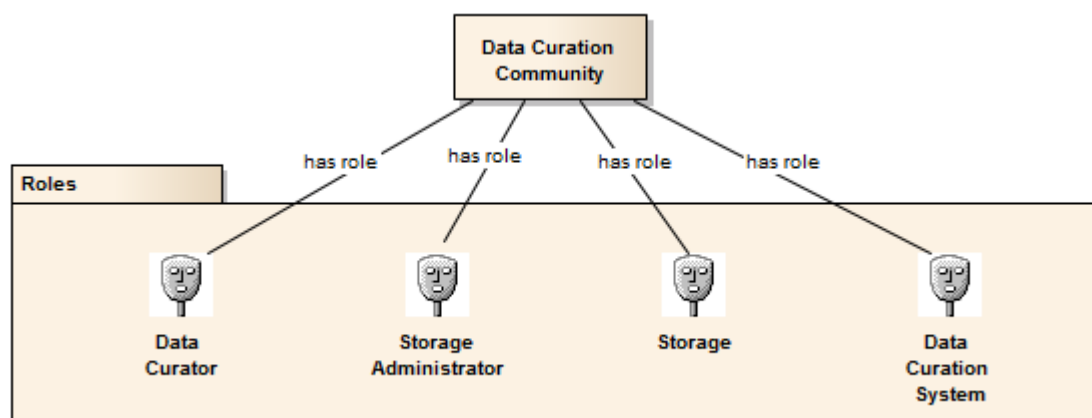 Data Curation
Community
has role
has role
has role
has role
Roles
Data
Curator
Storage
Administrator
Storage
Data
Curation
System